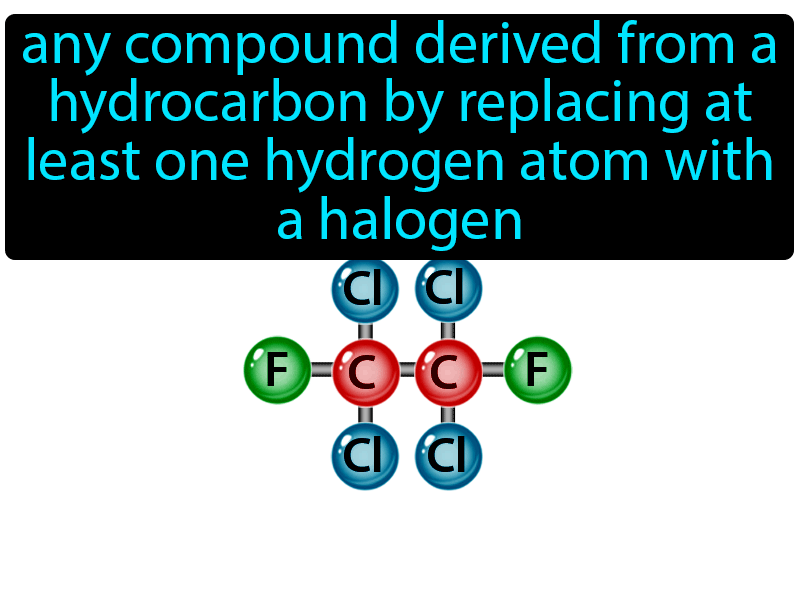 any compound derived from a
hydrocarbon by replacing at
least one hydrogen atom with
a halogen
Cl Cl
F C C F
Cl Cl